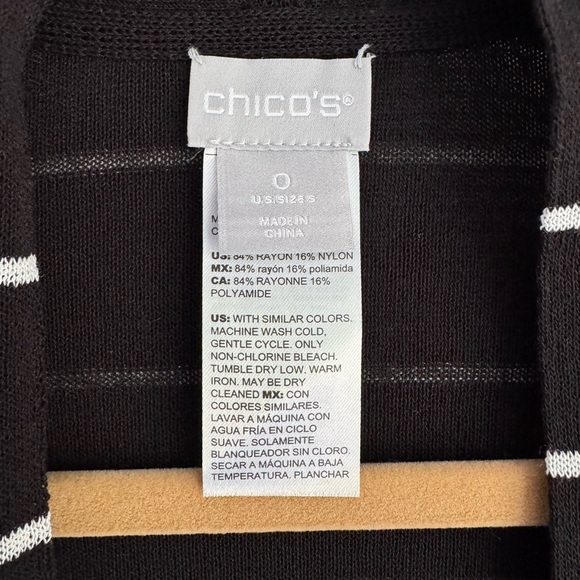 chico's®
0
U.S. SIZE S
MADE IN
CHINA
M
C
US: 84% RAYON 16% NYLON
MX: 84% rayón 16% poliamida
CA: 84% RAYONNE 16%
POLYAMIDE
US: WITH SIMILAR COLORS.
MACHINE WASH COLD,
GENTLE CYCLE. ONLY
NON-CHLORINE BLEACH.
TUMBLE DRY LOW. WARM
IRON. MAY BE DRY
CLEANED MX: CON
COLORES SIMILARES.
LAVAR A MÁQUINA CON
AGUA FRÍA EN CICLO
SUAVE. SOLAMENTE
BLANQUEADOR SIN CLORO.
SECAR A MÁQUINA A BAJA
TEMPERATURA. PLANCHAR